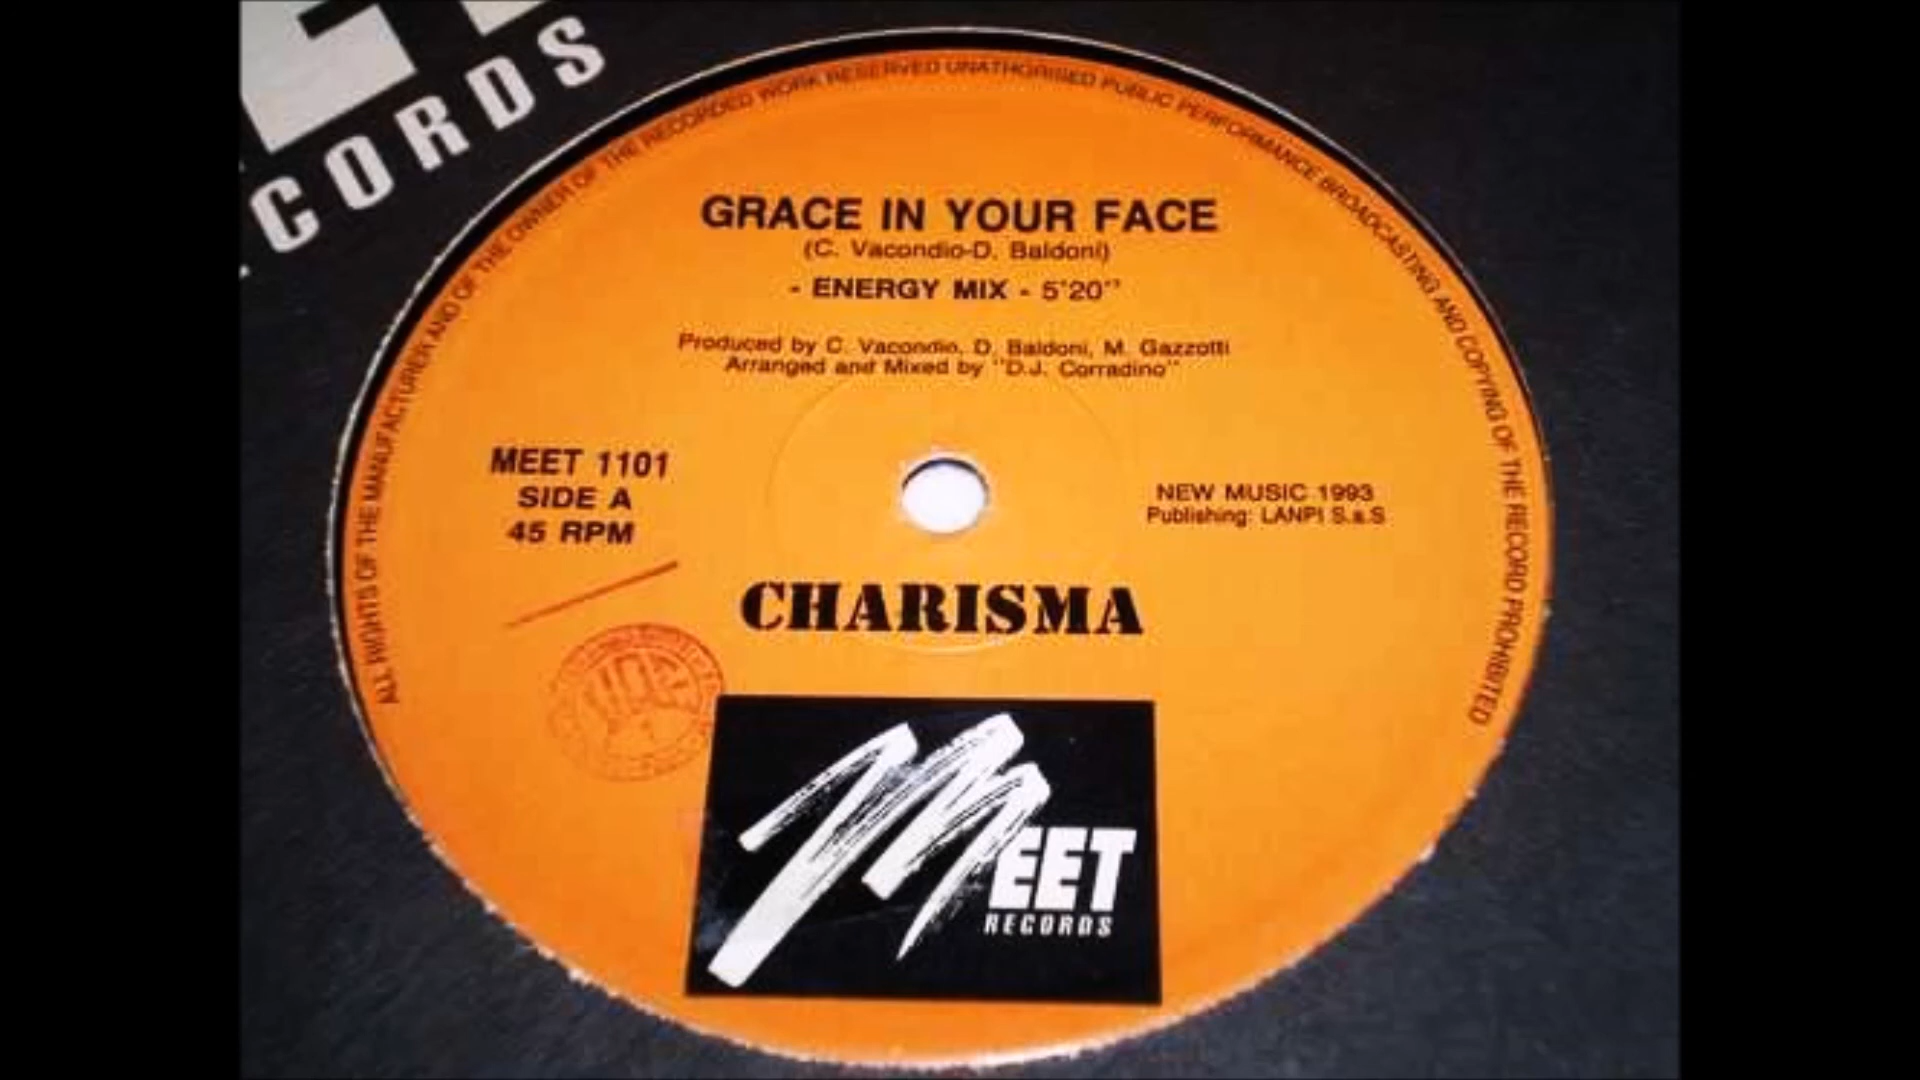 CORDS
ALL RIGHTS OF THE MANUFACTURER AND OF THE OWNER OF THE RECORDED WORK RESERVED UNATHORISED PUBLIC PERFORMANCE BROADCASTING AND COPYING OF THE RECORD PROHIBITED
GRACE IN YOUR FACE
(C. Vacondio-D. Baldoni)
- ENERGY MIX - 5'20''
Produced by C. Vacondio, D. Baldoni, M. Gazzotti
Arranged and Mixed by "D.J. Corradino"
MEET 1101
SIDE A
45 RPM
NEW MUSIC 1993
Publishing: LANPI S.a.S
CHARISMA
MEET
RECORDS